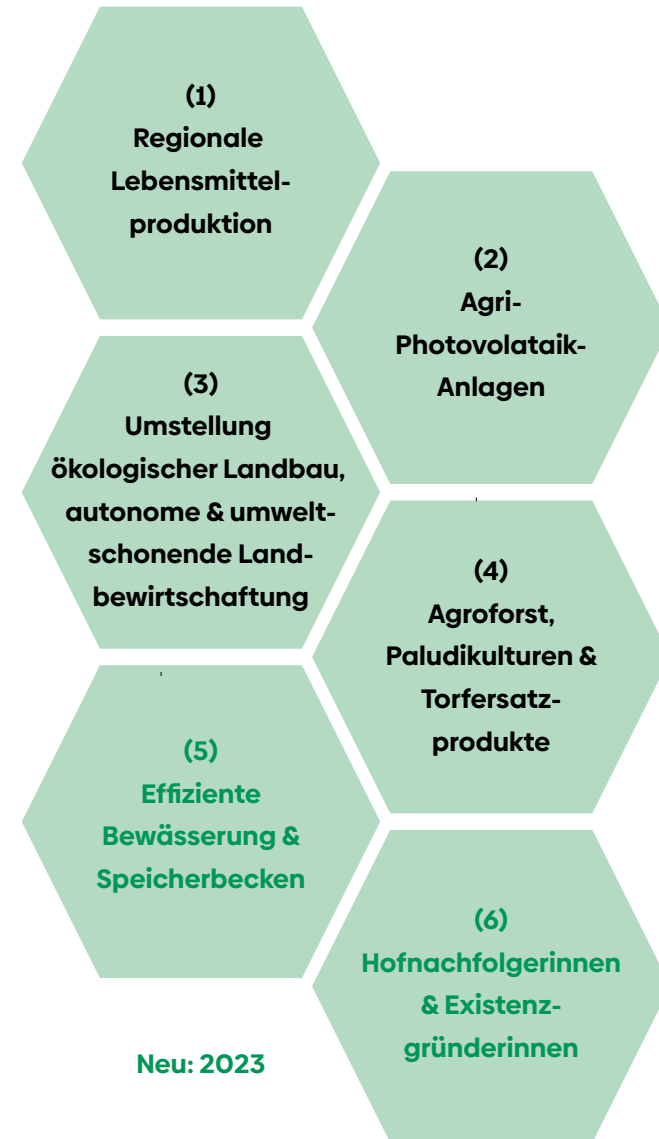 (1)
Regionale
Lebensmittel-
produktion
(2)
Agri-
Photovolataik-
Anlagen
(3)
Umstellung
ökologischer Landbau,
autonome & umwelt-
schonende Land-
bewirtschaftung
(4)
Agroforst,
Paludikulturen &
Torfersatz-
produkte
(5)
Effiziente
Bewässerung &
Speicherbecken
(6)
Hofnachfolgerinnen
& Existenz-
gründerinnen
Neu: 2023